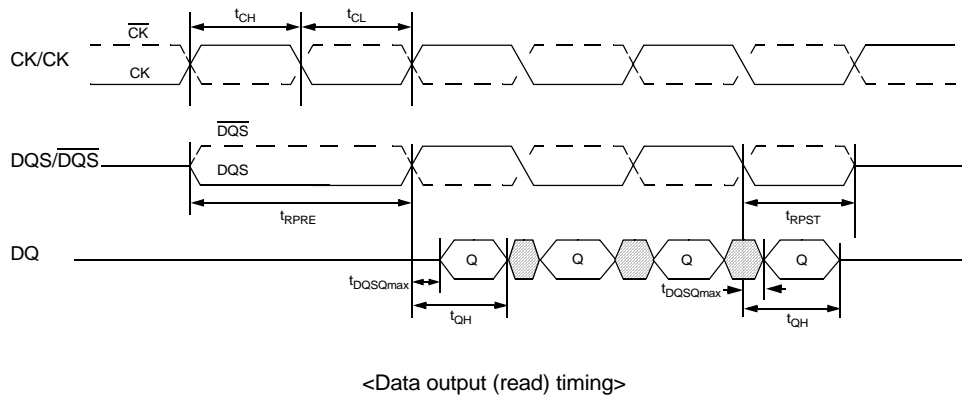 tCH tCL
CK
CK/CK
CK
DQS
DQS/DQS
DQS
tRPRE tRPST
DQ
Q Q Q Q
tDQSQmax tDQSQmax
tQH tQH
<Data output (read) timing>